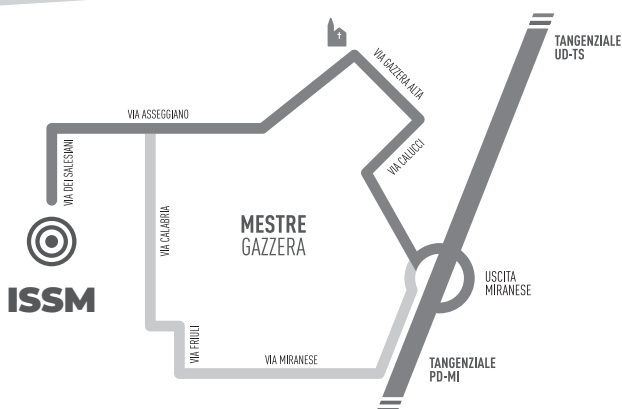 TANGENZIALE
UD-TS
VIA GAZZERA ALTA
VIA ASSEGGIANO
VIA CALUCCI
VIA DEI SALESIANI
VIA CALABRIA
MESTRE
GAZZERA
ISSM
USCITA
MIRANESE
VIA FRIULI
VIA MIRANESE
TANGENZIALE
PD-MI